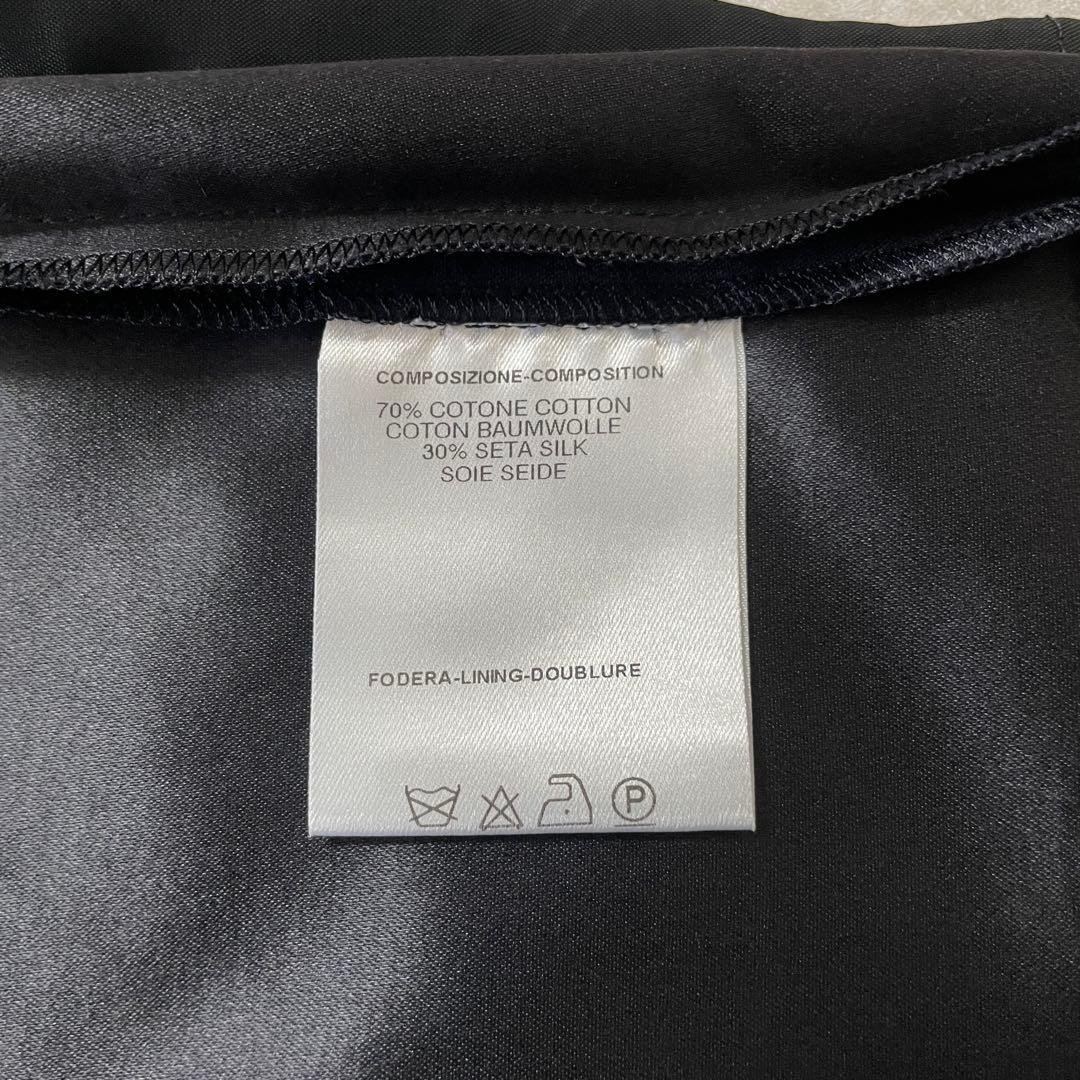 COMPOSIZIONE-COMPOSITION
70% COTONE COTTON
COTON BAUMWOLLE
30% SETA SILK
SOIE SEIDE
FODERA-LINING-DOUBLURE
P